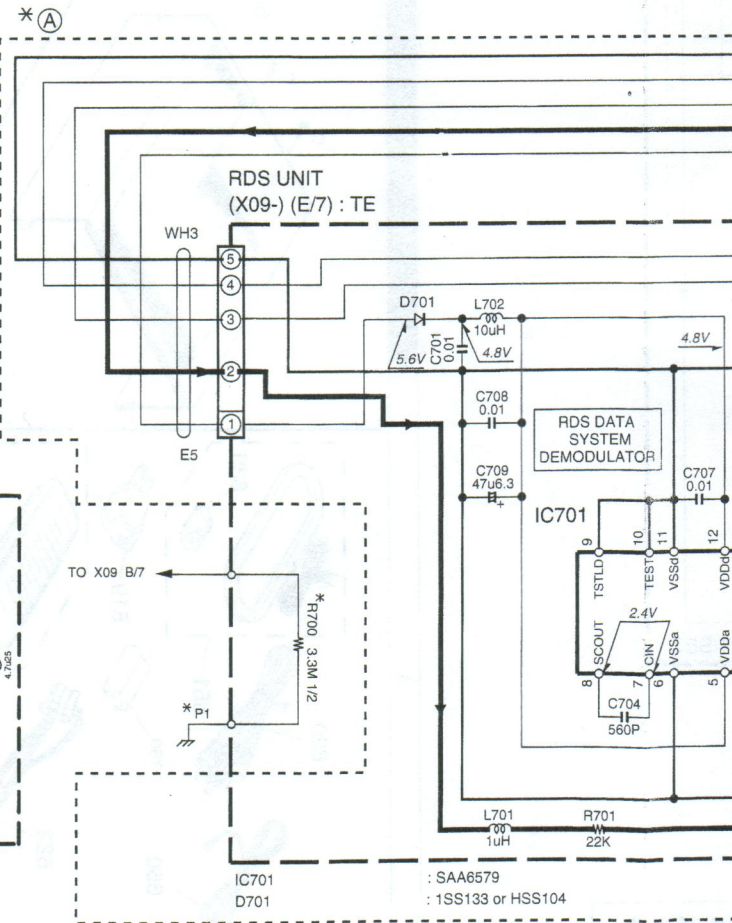 * A
RDS UNIT
(X09-) (E/7) : TE
WH3
5
4
3
2
1
E5
D701
L702
10uH
C701
0.01
5.6V
4.8V
4.8V
C708
0.01
RDS DATA
SYSTEM
DEMODULATOR
C709
47u6.3
+
C707
0.01
IC701
9
10
11
12
TSTLD
TEST
VSSd
VDDd
2.4V
SCOUT
CIN
VSSa
VDDa
8
7
6
5
C704
560P
TO X09 B/7
* R700 3.3M 1/2
* P1
4.7u25
L701
1uH
R701
22K
IC701 : SAA6579
D701 : 1SS133 or HSS104